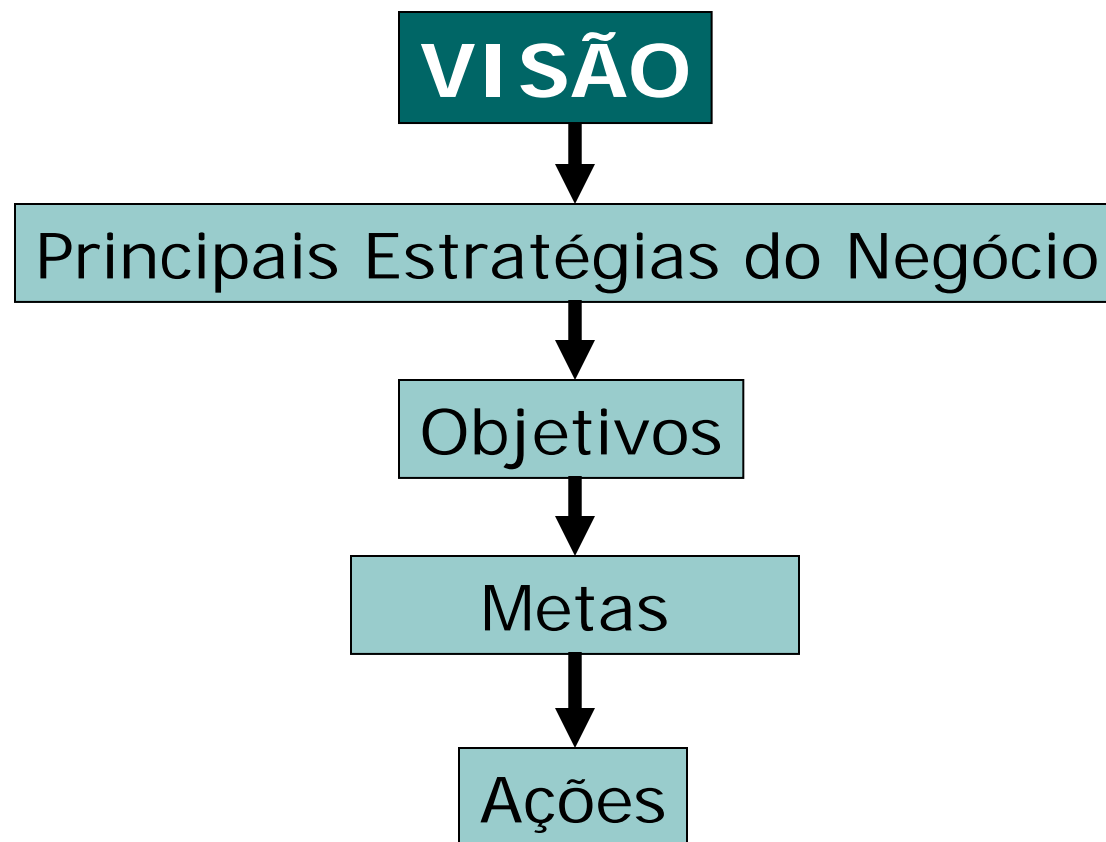 VISÃO
Principais Estratégias do Negócio
Objetivos
Metas
Ações